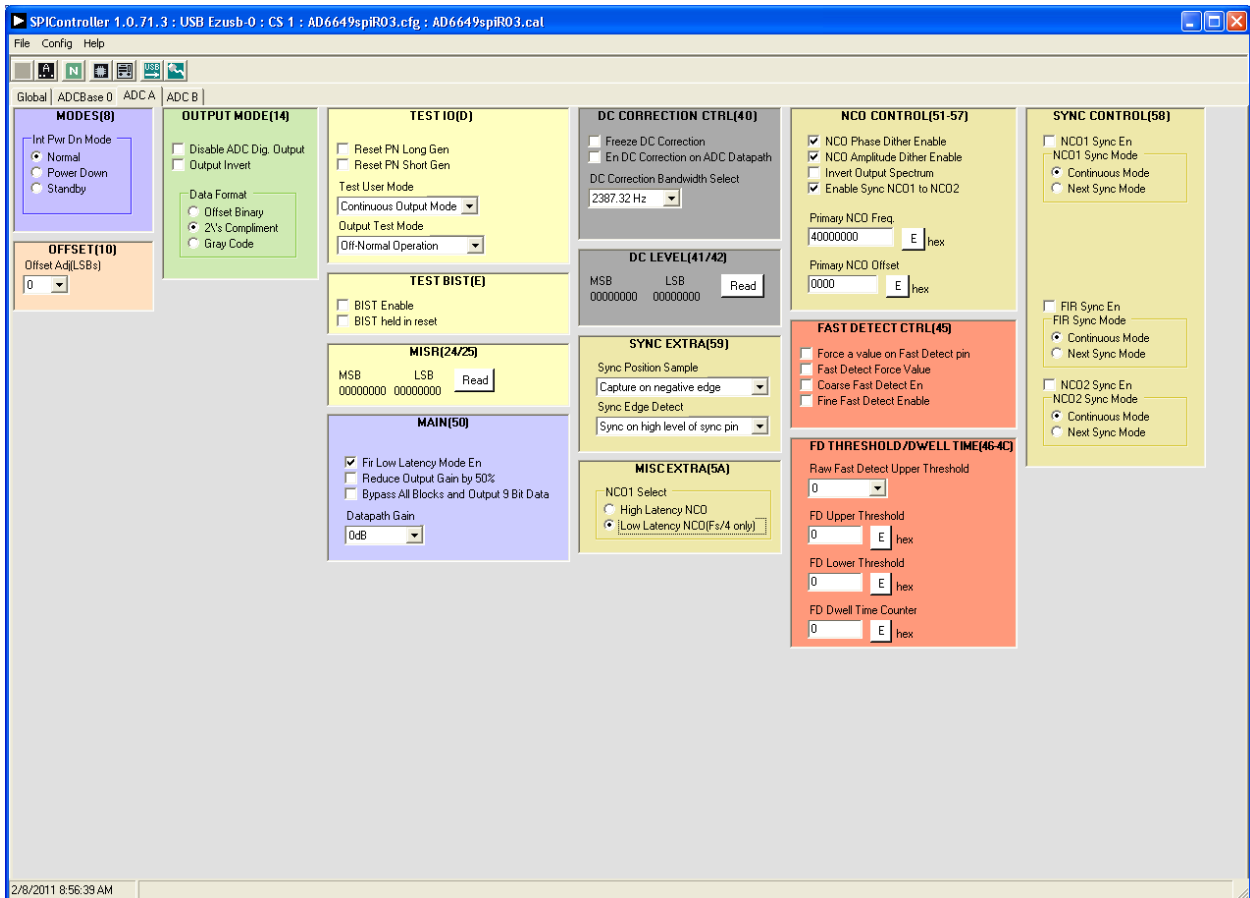 SPIController 1.0.71.3 : USB Ezusb-0 : CS 1 : AD6649spiR03.cfg : AD6649spiR03.cal
File Config Help
Global ADCBase 0 ADC A ADC B
MODES(8)
Int Pwr Dn Mode
Normal
Power Down
Standby
OFFSET(10)
Offset Adj(LSBs)
0
OUTPUT MODE(14)
Disable ADC Dig. Output
Output Invert
Data Format
Offset Binary
2\'s Compliment
Gray Code
TEST IO(D)
Reset PN Long Gen
Reset PN Short Gen
Test User Mode
Continuous Output Mode
Output Test Mode
Off-Normal Operation
TEST BIST(E)
BIST Enable
BIST held in reset
MISR(24/25)
MSB LSB
00000000 00000000 Read
MAIN(50)
Fir Low Latency Mode En
Reduce Output Gain by 50%
Bypass All Blocks and Output 9 Bit Data
Datapath Gain
0dB
DC CORRECTION CTRL(40)
Freeze DC Correction
En DC Correction on ADC Datapath
DC Correction Bandwidth Select
2387.32 Hz
DC LEVEL(41/42)
MSB LSB
00000000 00000000 Read
SYNC EXTRA(59)
Sync Position Sample
Capture on negative edge
Sync Edge Detect
Sync on high level of sync pin
MISC EXTRA(5A)
NCO1 Select
High Latency NCO
Low Latency NCO(Fs/4 only)
NCO CONTROL(51-57)
NCO Phase Dither Enable
NCO Amplitude Dither Enable
Invert Output Spectrum
Enable Sync NCO1 to NCO2
Primary NCO Freq.
40000000 E hex
Primary NCO Offset
0000 E hex
FAST DETECT CTRL(45)
Force a value on Fast Detect pin
Fast Detect Force Value
Coarse Fast Detect En
Fine Fast Detect Enable
FD THRESHOLD/DWELL TIME(46-4C)
Raw Fast Detect Upper Threshold
0
FD Upper Threshold
0 E hex
FD Lower Threshold
0 E hex
FD Dwell Time Counter
0 E hex
SYNC CONTROL(58)
NCO1 Sync En
NCO1 Sync Mode
Continuous Mode
Next Sync Mode
FIR Sync En
FIR Sync Mode
Continuous Mode
Next Sync Mode
NCO2 Sync En
NCO2 Sync Mode
Continuous Mode
Next Sync Mode
2/8/2011 8:56:39 AM